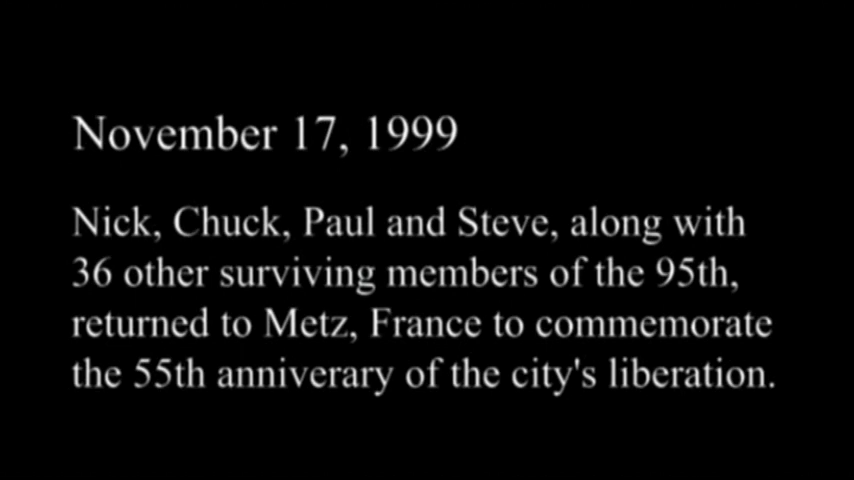 November 17, 1999
Nick, Chuck, Paul and Steve, along with
36 other surviving members of the 95th,
returned to Metz, France to commemorate
the 55th anniverary of the city's liberation.